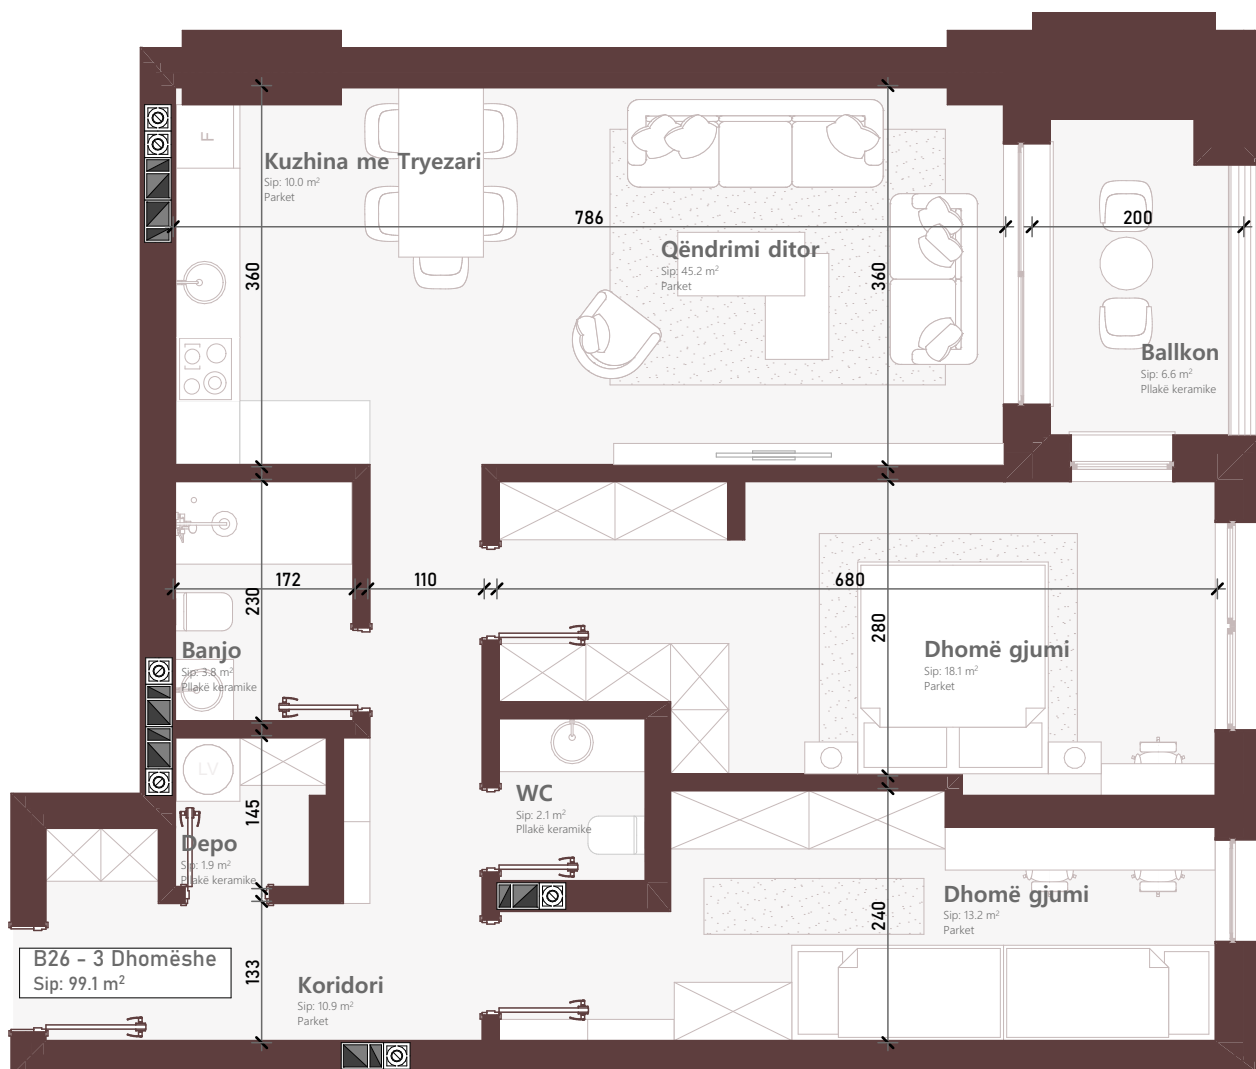 F
Kuzhina me Tryezari
Sip: 10.0 m²
Parket
786
200
Qëndrimi ditor
Sip: 45.2 m²
Parket
360
360
Ballkon
Sip: 6.6 m²
Pllakë keramike
172
110
680
230
280
Banjo
Sip: 3.8 m²
Pllakë keramike
Dhomë gjumi
Sip: 18.1 m²
Parket
LV
145
WC
Sip: 2.1 m²
Pllakë keramike
Depo
Sip: 1.9 m²
Pllakë keramike
Dhomë gjumi
Sip: 13.2 m²
Parket
240
B26 - 3 Dhomëshe
Sip: 99.1 m²
133
Koridori
Sip: 10.9 m²
Parket